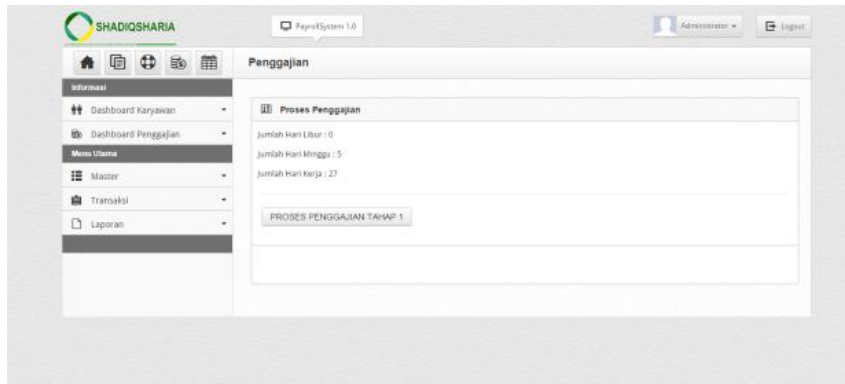 SHADIQSHARIA
PayrollSystem 1.0
Administrator
Logout
Penggajian
Informasi
Dashboard Karyawan
Dashboard Penggajian
Menu Utama
Master
Transaksi
Laporan
Proses Penggajian
Jumlah Hari Libur : 0
Jumlah Hari Minggu : 5
Jumlah Hari Kerja : 27
PROSES PENGGAJIAN TAHAP 1